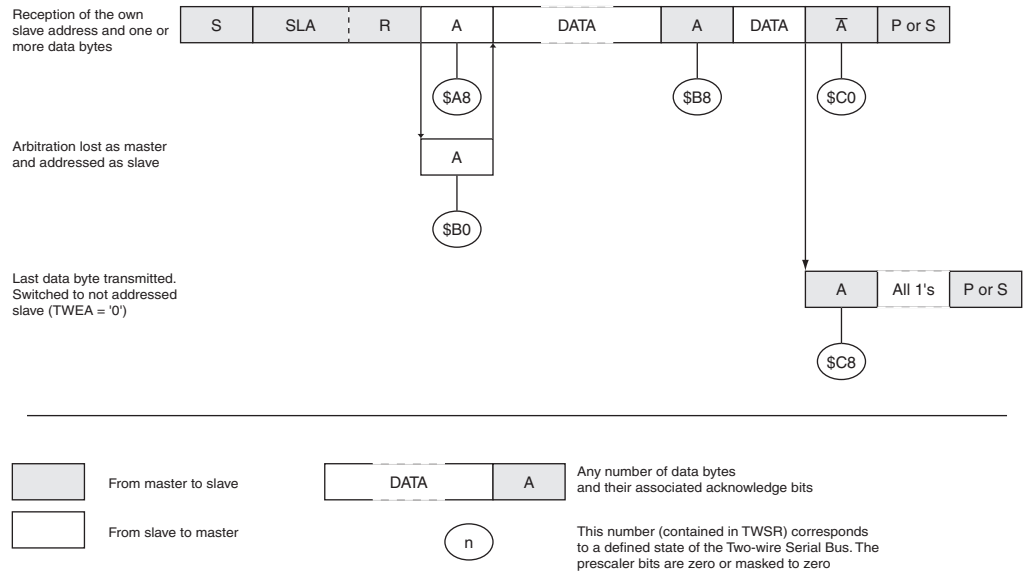 Reception of the own
slave address and one or
more data bytes
S SLA R A DATA A DATA A̅ P or S
$A8 $B8 $C0
Arbitration lost as master
and addressed as slave
A
$B0
Last data byte transmitted.
Switched to not addressed
slave (TWEA = '0')
A All 1's P or S
$C8
From master to slave
DATA A
Any number of data bytes
and their associated acknowledge bits
From slave to master
n
This number (contained in TWSR) corresponds
to a defined state of the Two-wire Serial Bus. The
prescaler bits are zero or masked to zero